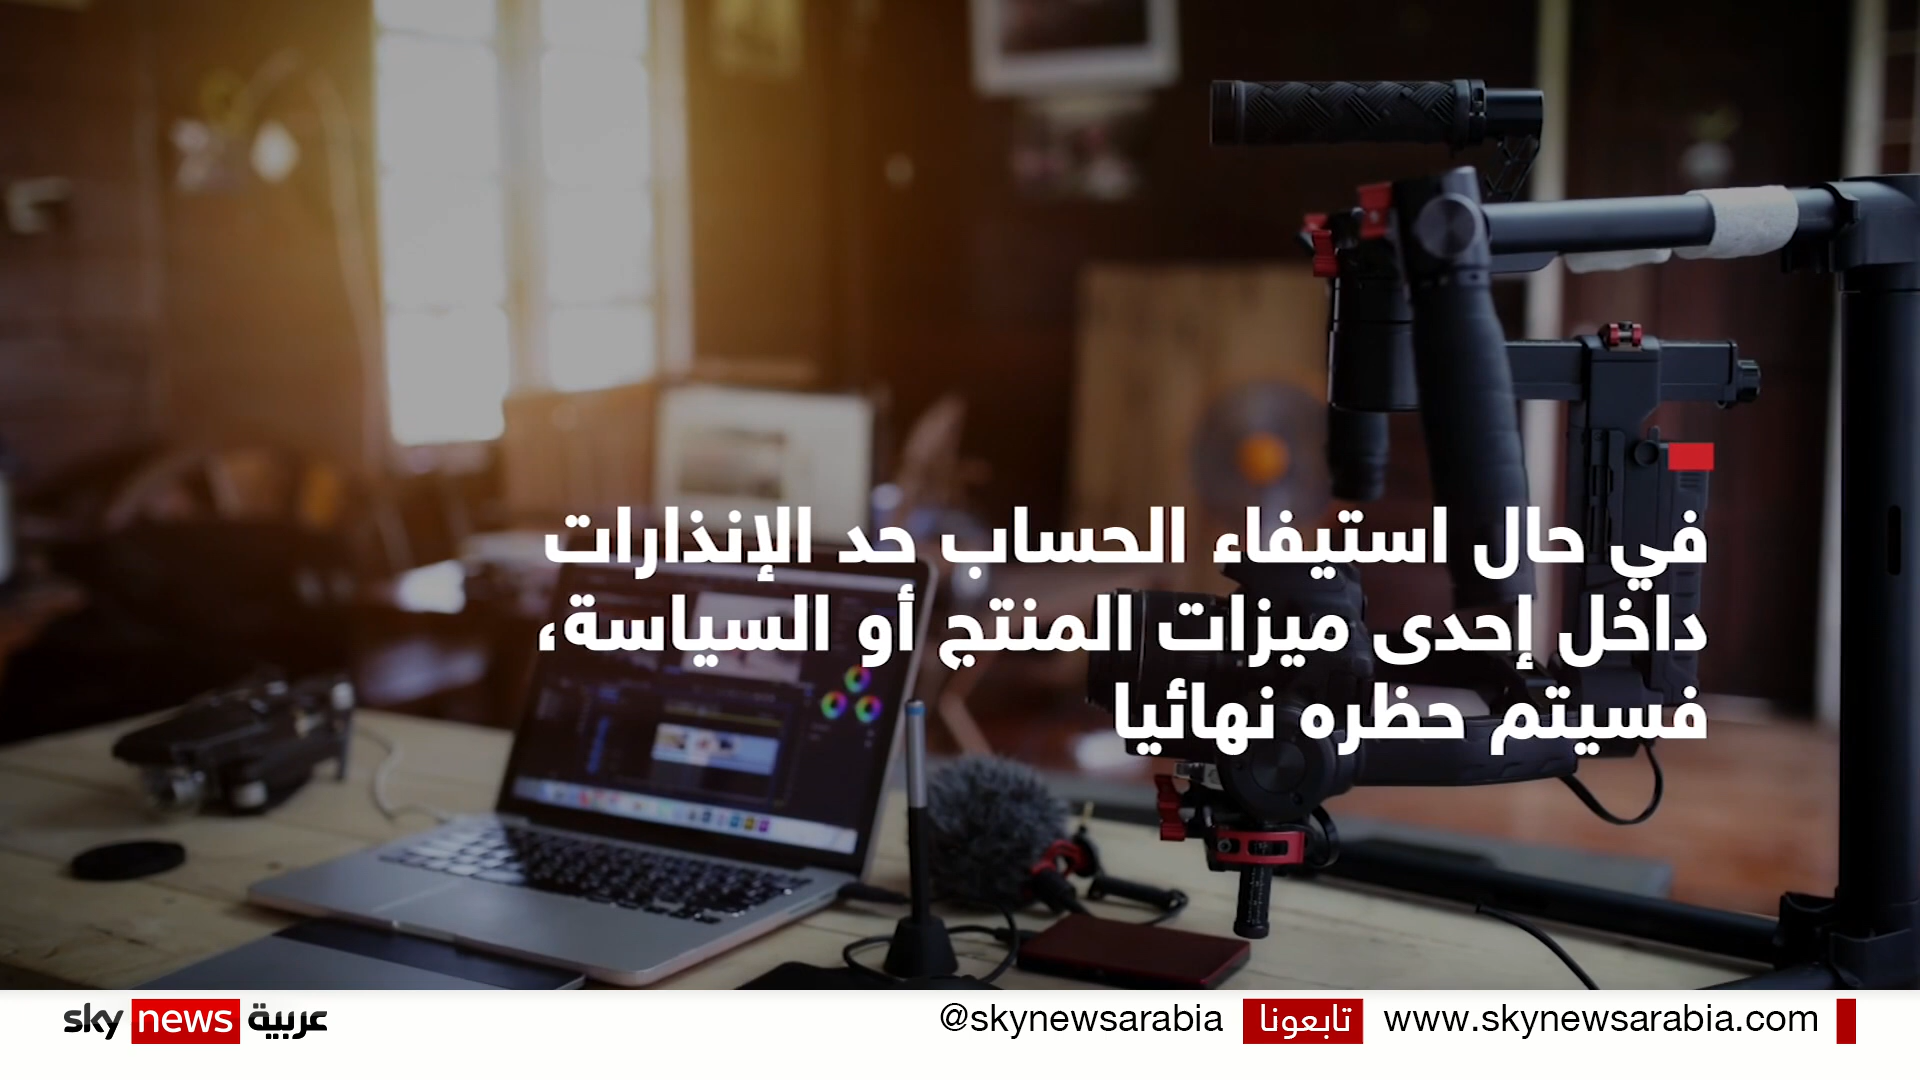 في حال استيفاء الحساب حد الإنذارات
داخل إحدى ميزات المنتج أو السياسة،
فسيتم حظره نهائيا
sky news عربية
@skynewsarabia تابعونا www.skynewsarabia.com